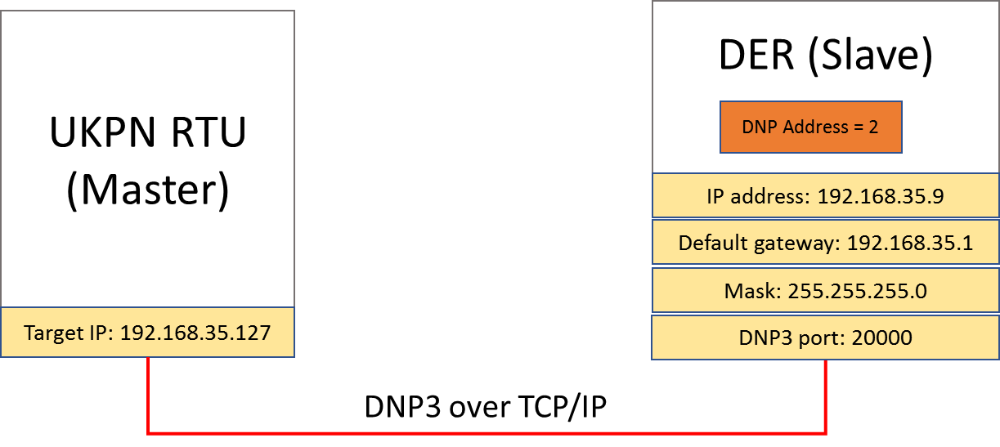 UKPN RTU
(Master)
Target IP: 192.168.35.127
DER (Slave)
DNP Address = 2
IP address: 192.168.35.9
Default gateway: 192.168.35.1
Mask: 255.255.255.0
DNP3 port: 20000
DNP3 over TCP/IP